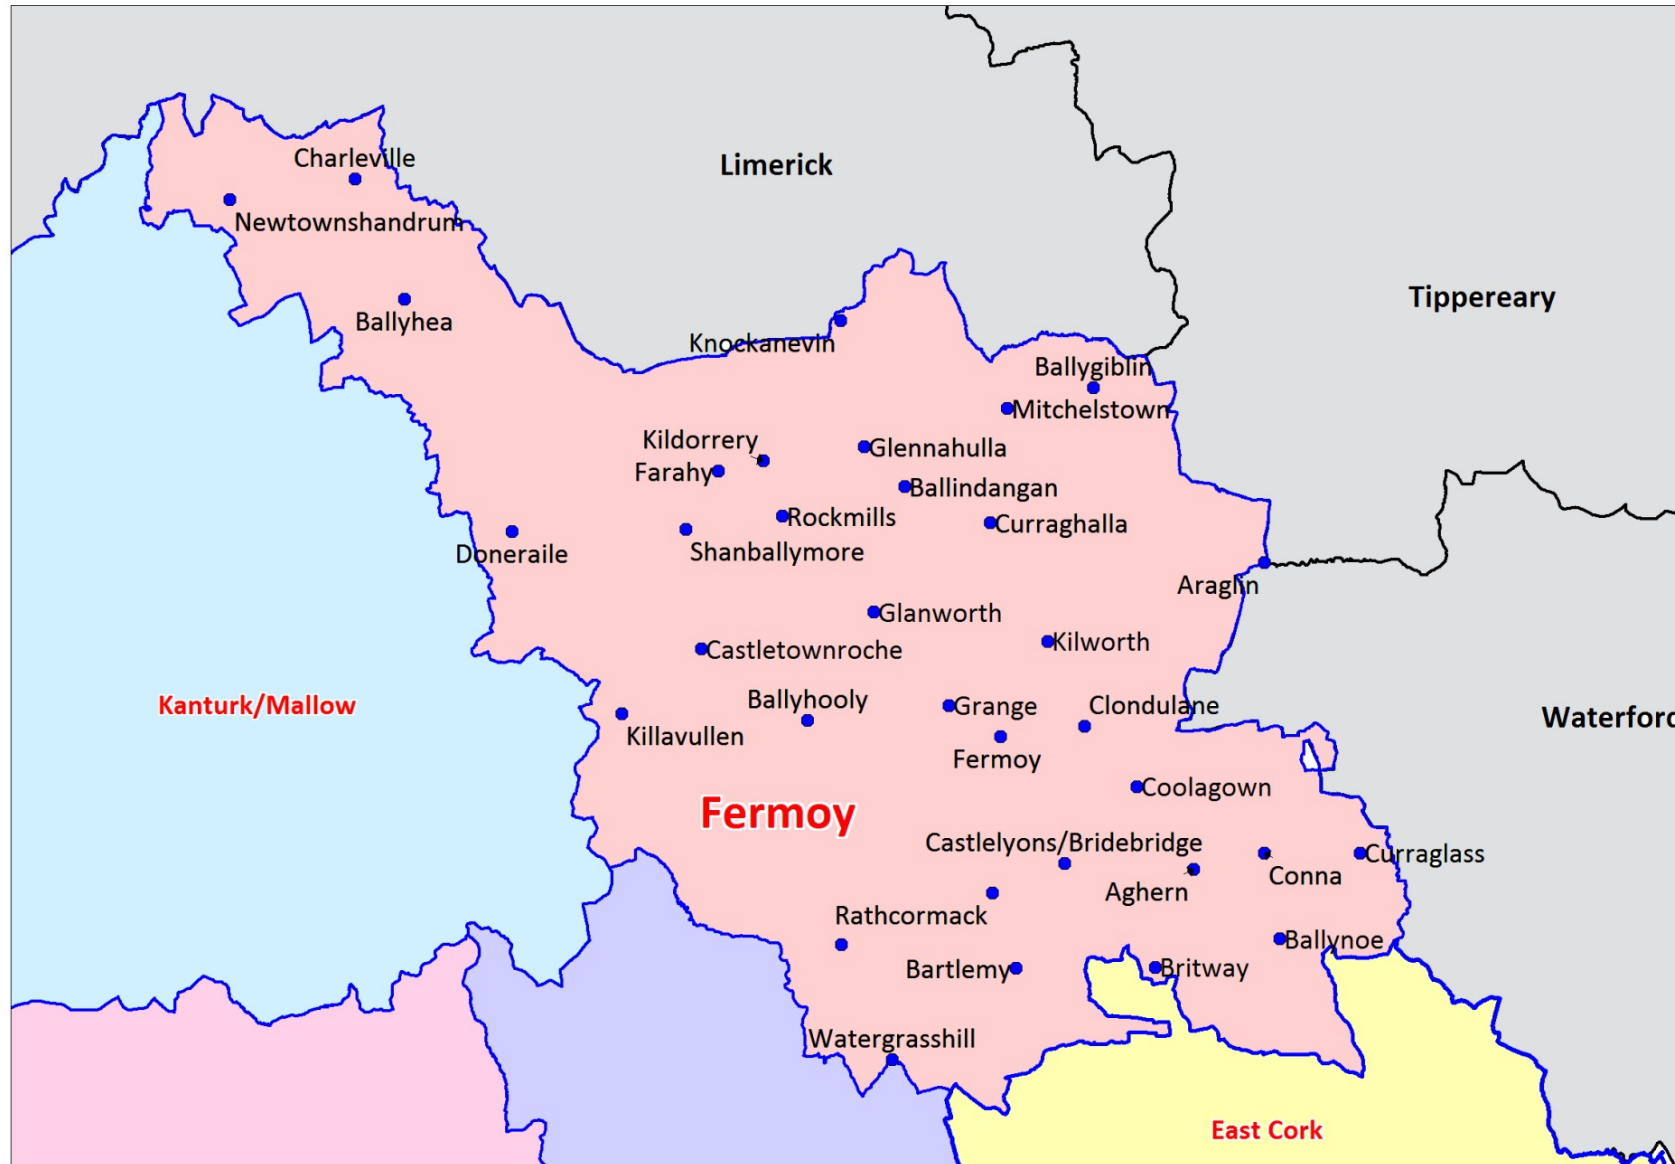 Charleville
Limerick
Newtownshandrum
Tippereary
Ballyhea
Knockanevin
Ballygiblin
Mitchelstown
Kildorrery
Glennahulla
Farahy
Ballindangan
Rockmills
Curraghalla
Doneraile
Shanballymore
Araglin
Glanworth
Kilworth
Castletownroche
Kanturk/Mallow
Ballyhooly
Grange
Clondulane
Waterford
Killavullen
Fermoy
Coolagown
Fermoy
Castlelyons/Bridebridge
Curraglass
Conna
Aghern
Rathcormack
Ballynoe
Bartlemy
Britway
Watergrasshill
East Cork